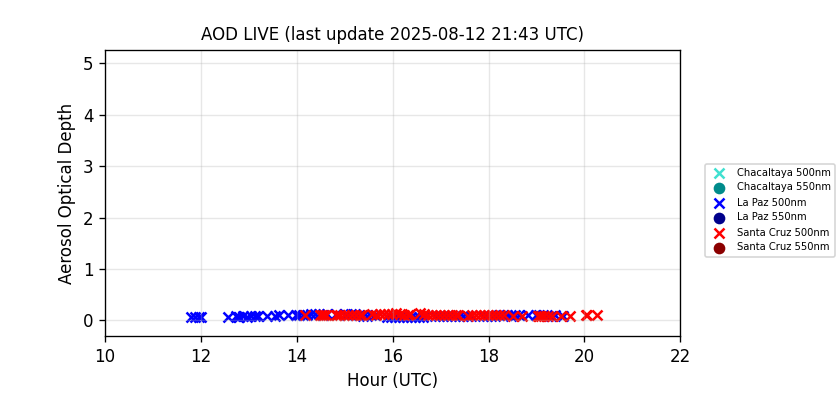 AOD LIVE (last update 2025-08-12 21:43 UTC)
Aerosol Optical Depth
5
4
3
2
1
0
10 12 14 16 18 20 22
Hour (UTC)
Chacaltaya 500nm
Chacaltaya 550nm
La Paz 500nm
La Paz 550nm
Santa Cruz 500nm
Santa Cruz 550nm